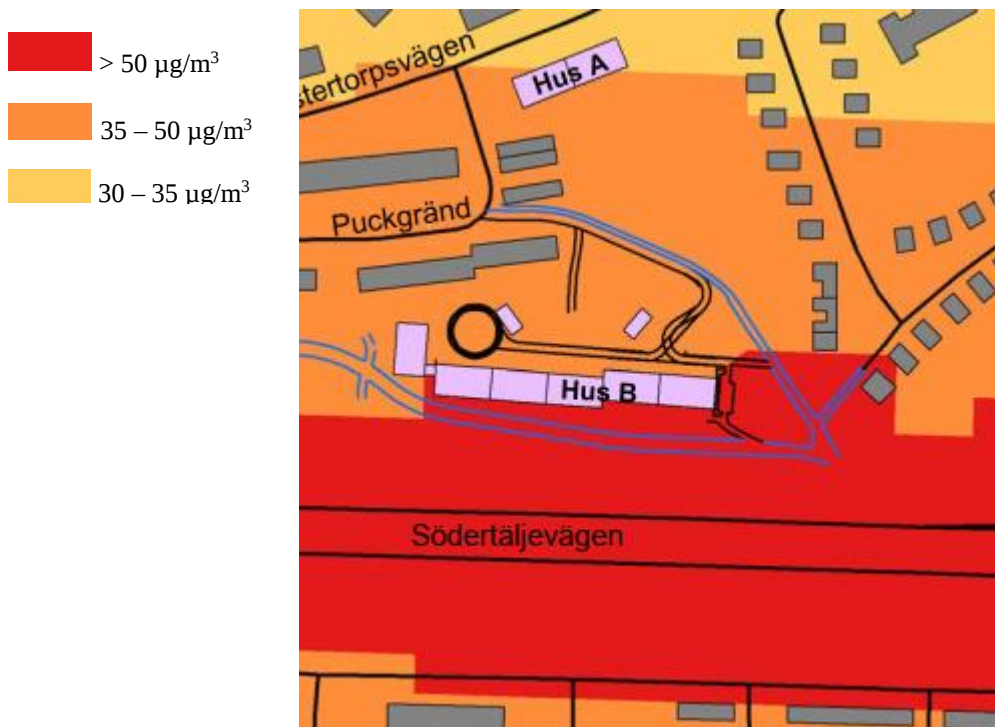 > 50 µg/m³
35 – 50 µg/m³
30 – 35 µg/m³
stertorpsvägen
Hus A
Puckgränd
Hus B
Södertäljevägen